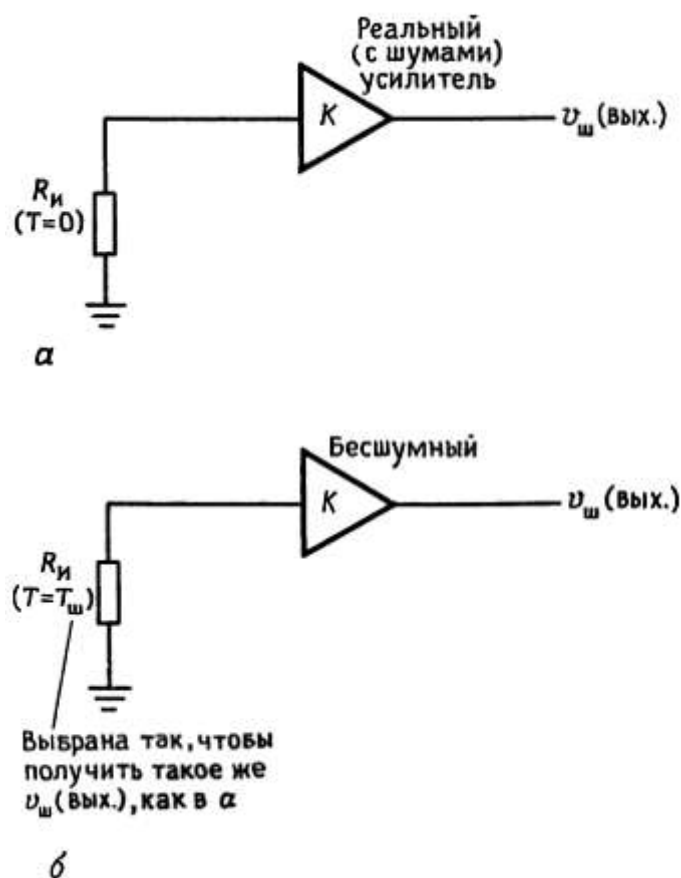 Реальный
(с шумами)
усилитель
K
υш(вых.)
Rи
(T=0)
а
Бесшумный
K
υш(вых.)
Rи
(T=Tш)
Выбрана так, чтобы
получить такое же
υш(вых.), как в а
б